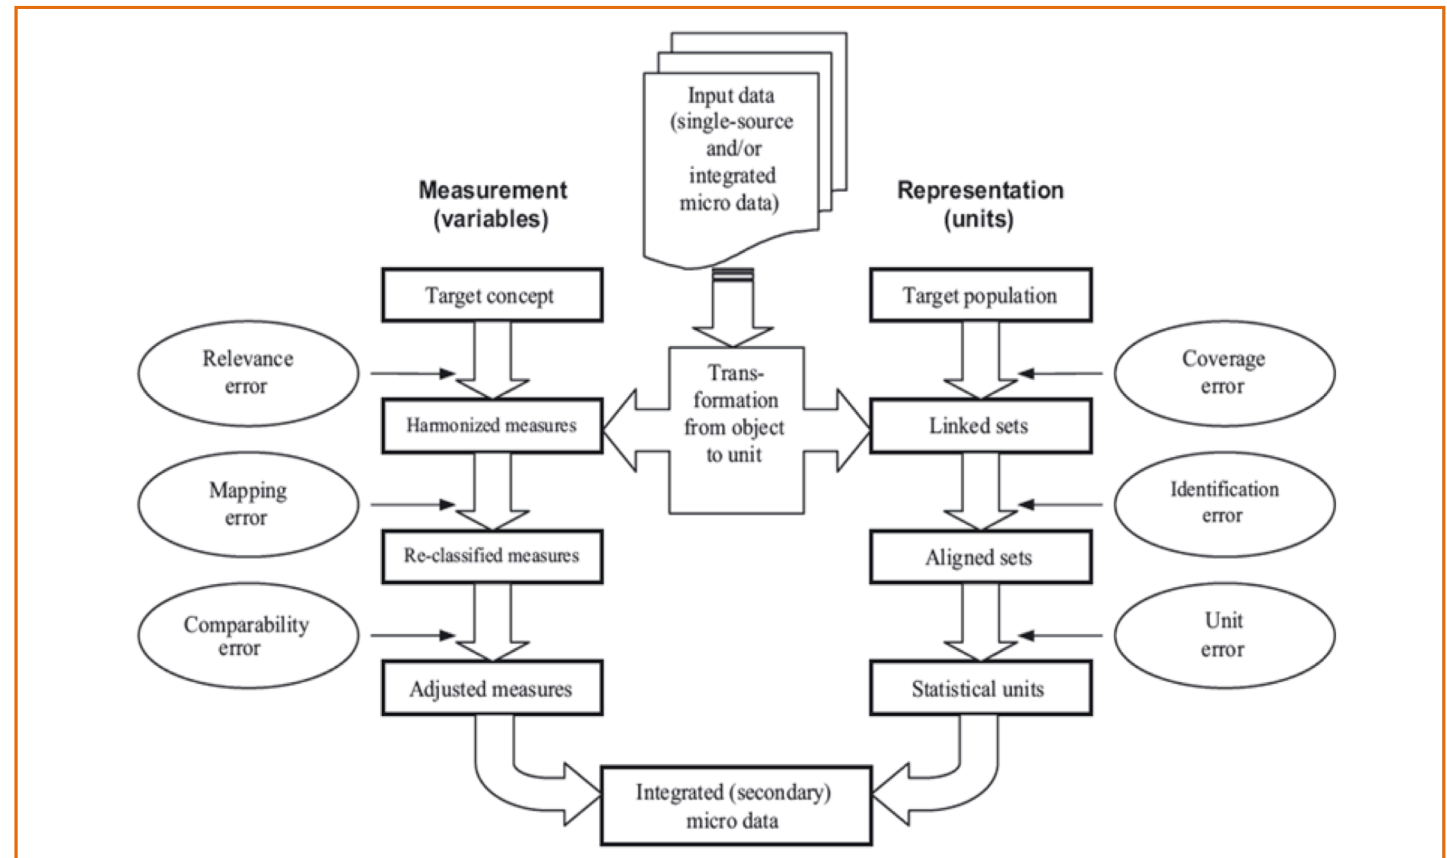 Input data
(single-source
and/or
integrated
micro data)
Measurement
(variables)
Representation
(units)
Target concept
Target population
Relevance
error
Trans-
formation
from object
to unit
Coverage
error
Harmonized measures
Linked sets
Mapping
error
Identification
error
Re-classified measures
Aligned sets
Comparability
error
Unit
error
Adjusted measures
Statistical units
Integrated (secondary)
micro data